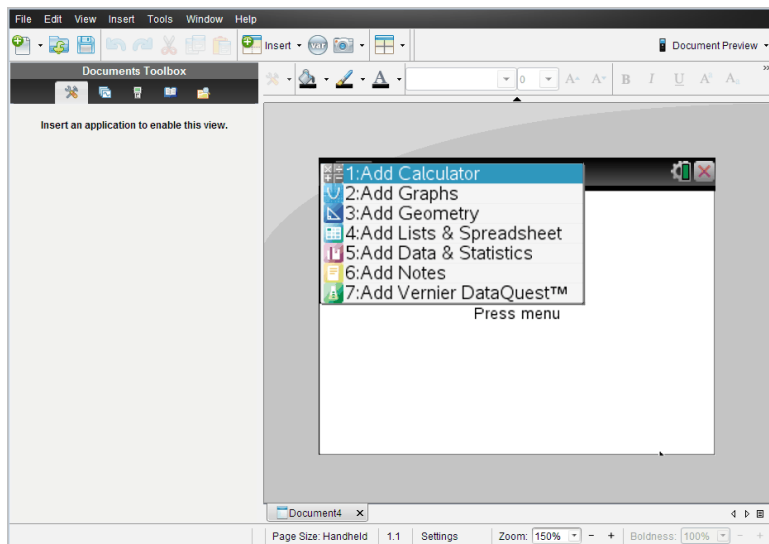 File Edit View Insert Tools Window Help
Insert var Document Preview
Documents Toolbox
0 A A B I U A A
Insert an application to enable this view.
1:Add Calculator
2:Add Graphs
3:Add Geometry
4:Add Lists & Spreadsheet
5:Add Data & Statistics
6:Add Notes
7:Add Vernier DataQuest™
Press menu
Document4
Page Size: Handheld 1.1 Settings Zoom: 150% - + Boldness: 100% - +